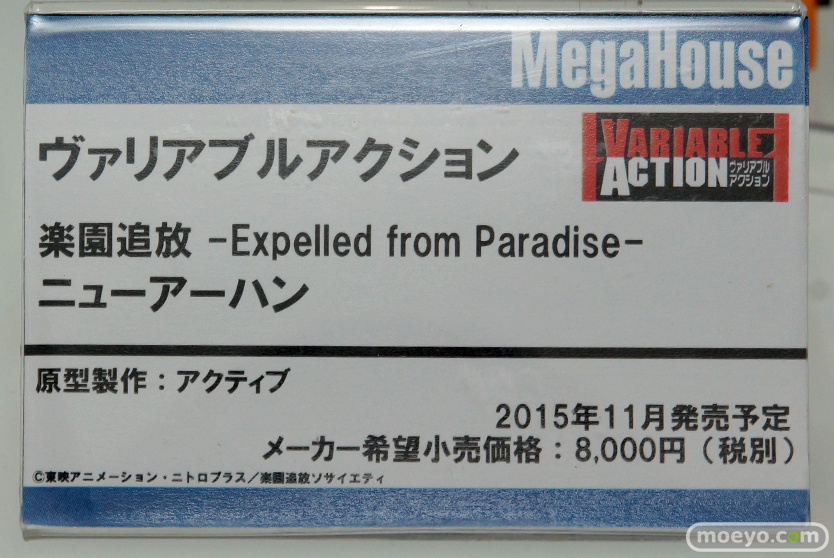 MegaHouse
ヴァリアブルアクション
VARIABLE
ACTION
ヴァリアブル
アクション
楽園追放 -Expelled from Paradise-
ニューアーハン
原型製作：アクティブ
2015年11月発売予定
メーカー希望小売価格：8,000円（税別）
©東映アニメーション・ニトロプラス／楽園追放ソサイエティ
moeyo.com